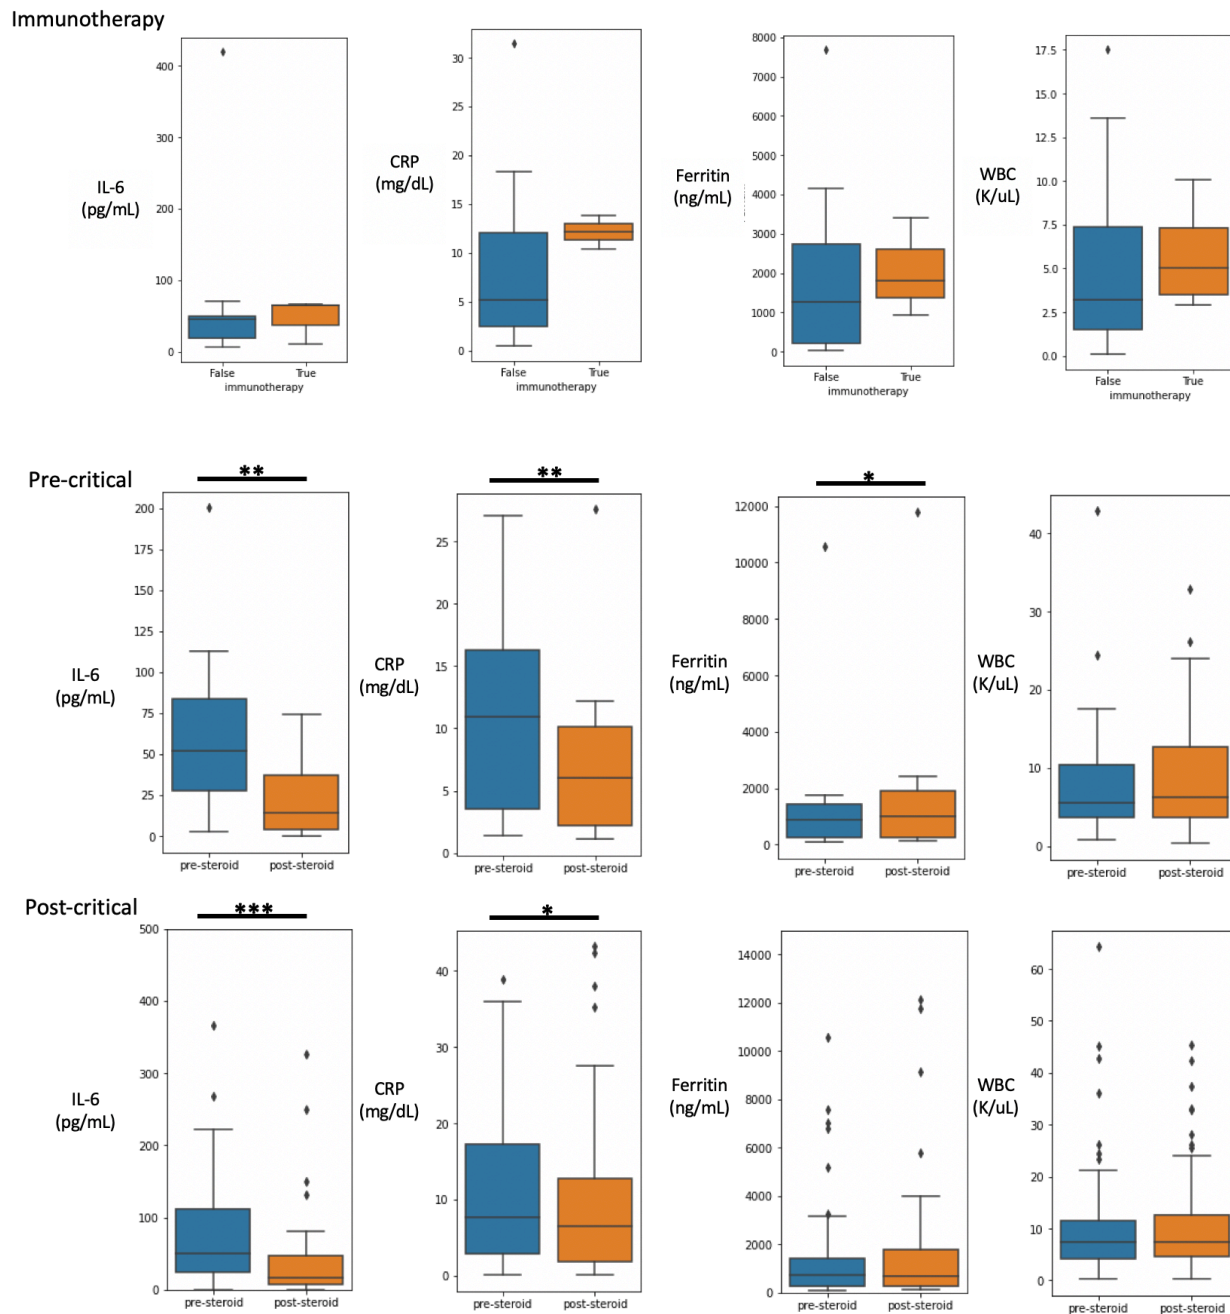 Immunotherapy
IL-6
(pg/mL)
400
300
200
100
0
False
True
immunotherapy
CRP
(mg/dL)
30
25
20
15
10
5
0
False
True
immunotherapy
Ferritin
(ng/mL)
8000
7000
6000
5000
4000
3000
2000
1000
0
False
True
immunotherapy
WBC
(K/uL)
17.5
15.0
12.5
10.0
7.5
5.0
2.5
0.0
False
True
immunotherapy
Pre-critical
**
IL-6
(pg/mL)
200
175
150
125
100
75
50
25
0
pre-steroid
post-steroid
**
CRP
(mg/dL)
25
20
15
10
5
0
pre-steroid
post-steroid
*
Ferritin
(ng/mL)
12000
10000
8000
6000
4000
2000
0
pre-steroid
post-steroid
WBC
(K/uL)
40
30
20
10
0
pre-steroid
post-steroid
Post-critical
***
IL-6
(pg/mL)
500
400
300
200
100
0
pre-steroid
post-steroid
*
CRP
(mg/dL)
40
30
20
10
0
pre-steroid
post-steroid
Ferritin
(ng/mL)
14000
12000
10000
8000
6000
4000
2000
0
pre-steroid
post-steroid
WBC
(K/uL)
60
50
40
30
20
10
0
pre-steroid
post-steroid